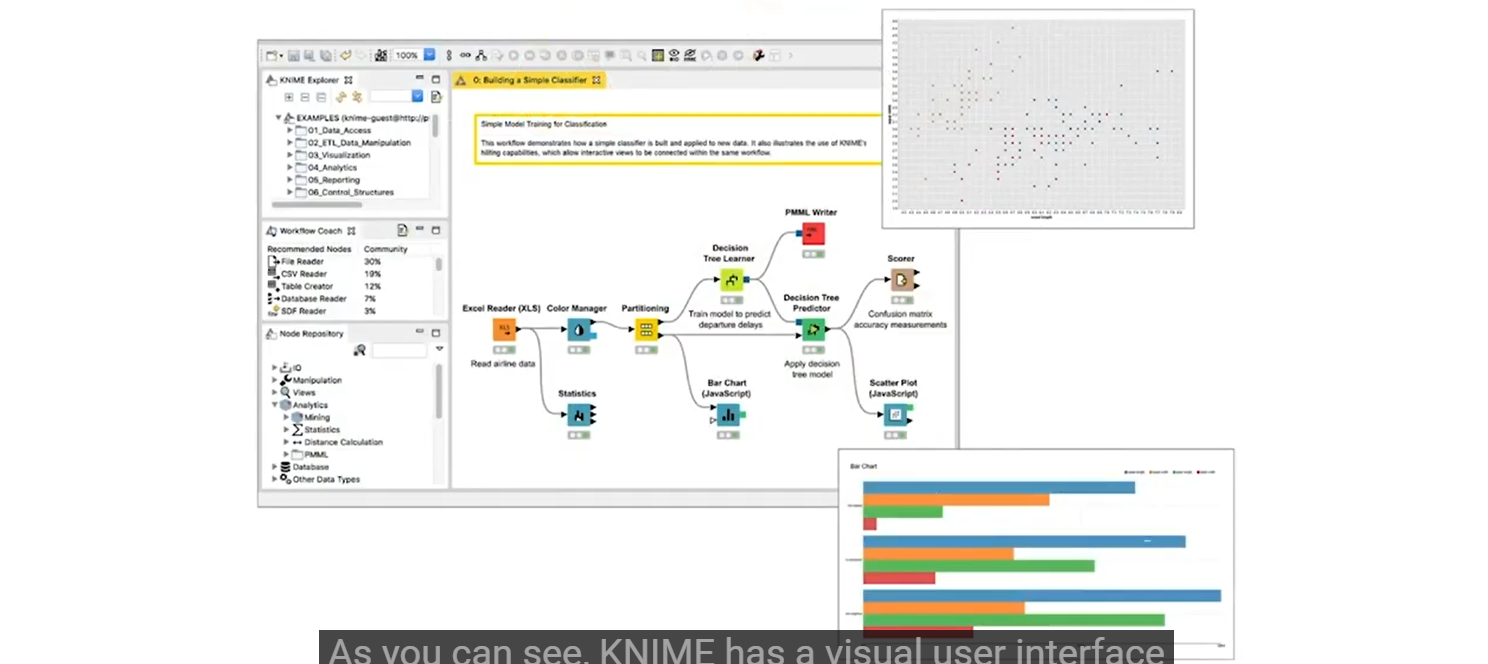 100%
KNIME Explorer
EXAMPLES (knime-guest@http://p
01_Data_Access
02_ETL_Data_Manipulation
03_Visualization
04_Analytics
05_Reporting
06_Control_Structures
Workflow Coach
Recommended Nodes Community
File Reader 30%
CSV Reader 19%
Table Creator 12%
Database Reader 7%
SDF Reader 3%
Node Repository
IO
Manipulation
Views
Analytics
Mining
Statistics
Distance Calculation
PMML
Database
Other Data Types
0: Building a Simple Classifier
Simple Model Training for Classification
This workflow demonstrates how a simple classifier is built and applied to new data. It also illustrates the use of KNIME's
hiliting capabilities, which allow interactive views to be connected within the same workflow.
PMML Writer
Decision
Tree Learner
Train model to predict
departure delays
Scorer
Confusion matrix
accuracy measurements
Excel Reader (XLS)
XLS
Read airline data
Color Manager
Partitioning
Decision Tree
Predictor
Apply decision
tree model
Statistics
Bar Chart
(JavaScript)
Scatter Plot
(JavaScript)
Bar Chart
As you can see, KNIME has a visual user interface